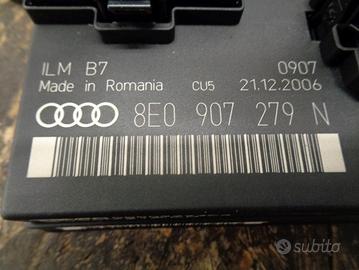 ILM B7 0907
Made in Romania CU5 21.12.2006
8E0 907 279 N
subito